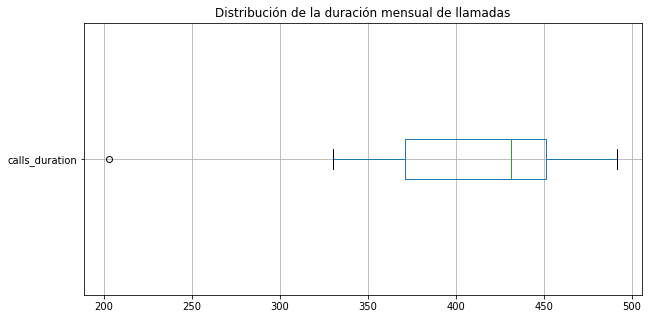 Distribución de la duración mensual de llamadas
calls_duration
200 250 300 350 400 450 500